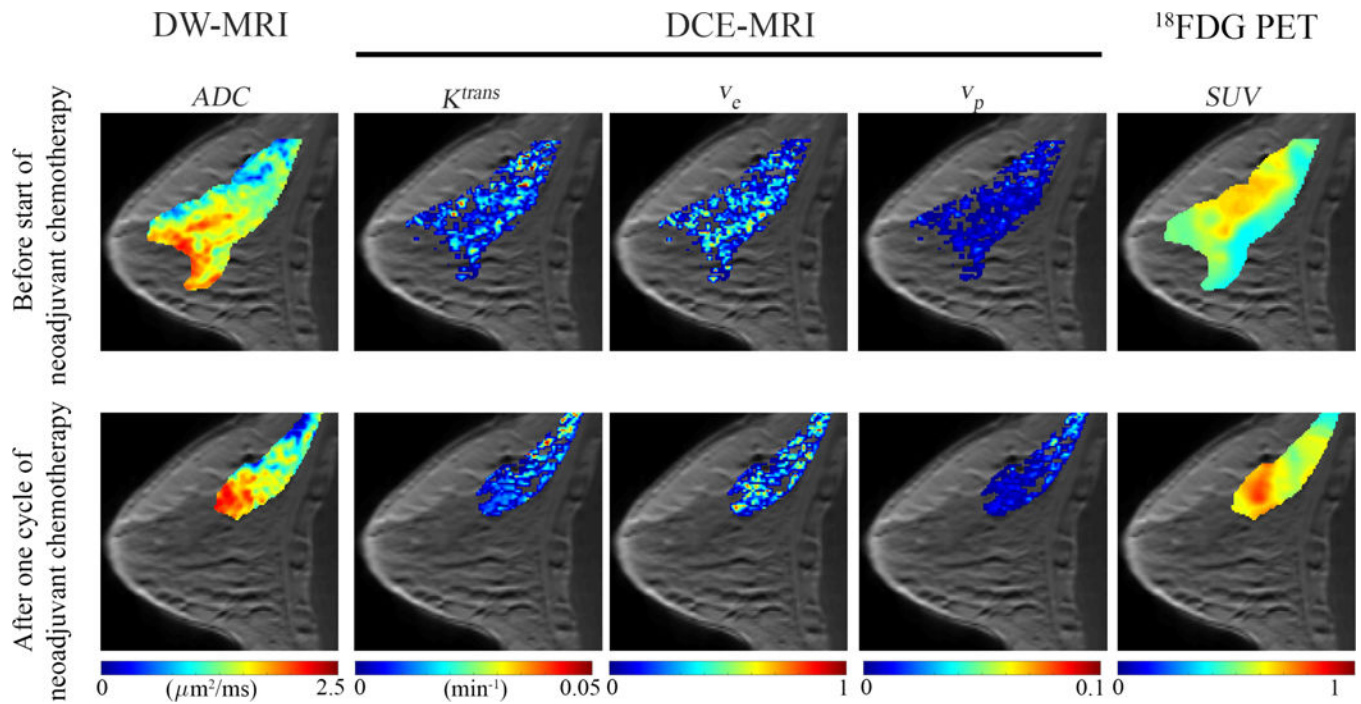 DW-MRI DCE-MRI ¹⁸FDG PET
ADC Kᵗʳᵃⁿˢ vₑ vₚ SUV
Before start of
neoadjuvant chemotherapy
After one cycle of
neoadjuvant chemotherapy
0 (μm²/ms) 2.5 0 (min⁻¹) 0.05 0 1 0 0.1 0 1